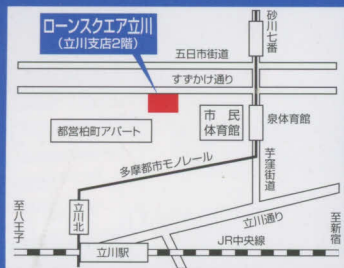 ローンスクエア立川
(立川支店2階)
砂川七番
五日市街道
すずかけ通り
市民
体育館
泉体育館
都営柏町アパート
芋窪街道
多摩都市モノレール
立川北
立川通り
至八王子
立川駅
JR中央線
至新宿